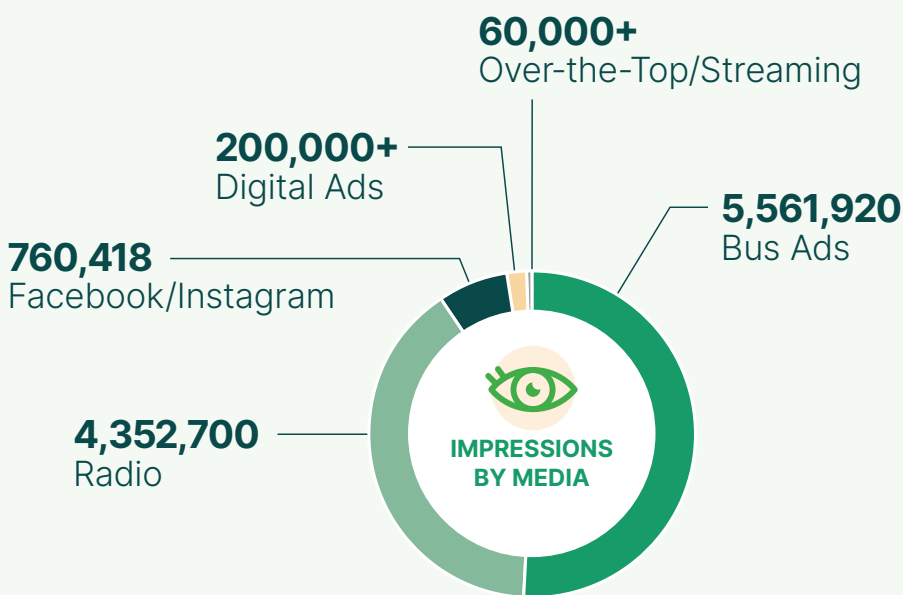 60,000+
Over-the-Top/Streaming
200,000+
Digital Ads
5,561,920
Bus Ads
760,418
Facebook/Instagram
4,352,700
Radio
IMPRESSIONS
BY MEDIA